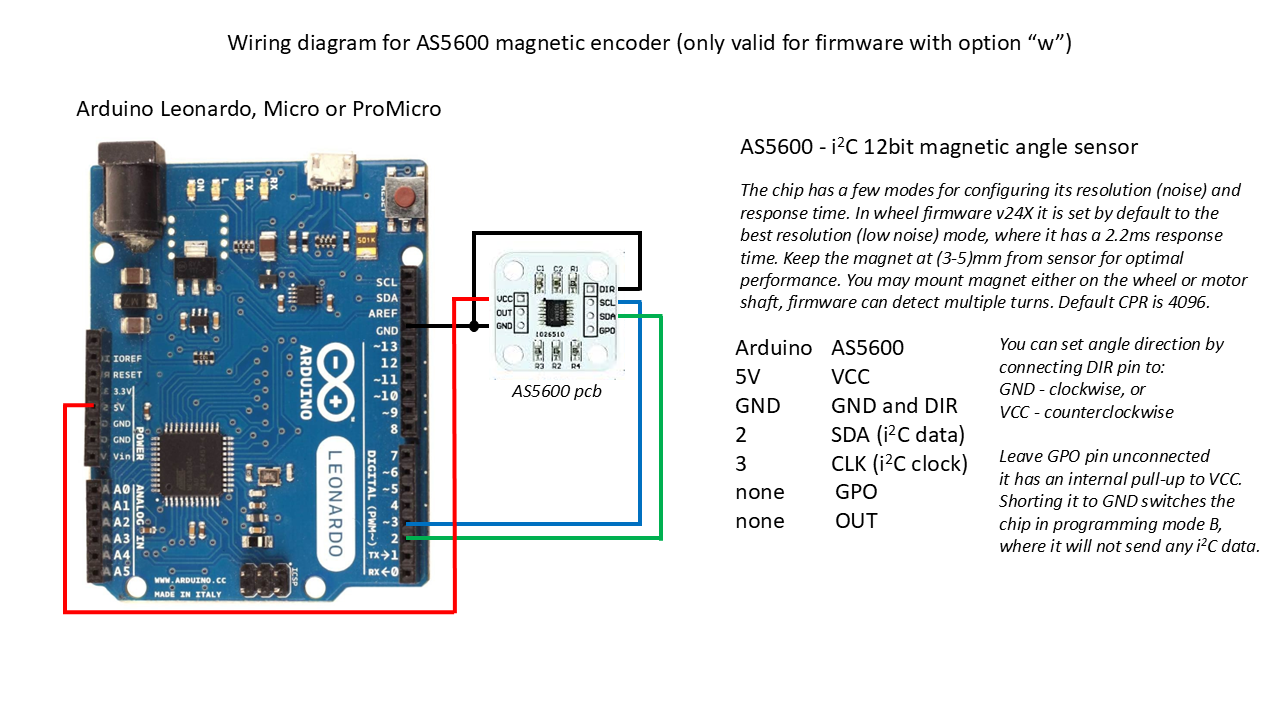 Wiring diagram for AS5600 magnetic encoder (only valid for firmware with option “w”)
Arduino Leonardo, Micro or ProMicro
ON
L
TX
RX
RESET
501K
SCL
SDA
AREF
GND
~13
12
~11
~10
~9
8
7
~6
~5
4
~3
2
TX→1
RX←0
IOREF
RESET
3.3V
5V
GND
GND
Vin
POWER
A0
A1
A2
A3
A4
A5
ANALOG IN
ARDUINO
LEONARDO
DIGITAL (PWM~)
ICSP
WWW.ARDUINO.CC
MADE IN ITALY
C1 C2 R1
VCC
OUT
GND
DIR
SCL
SDA
GPO
1026510
R3 R2 R4
AS5600 pcb
AS5600 - i²C 12bit magnetic angle sensor
The chip has a few modes for configuring its resolution (noise) and
response time. In wheel firmware v24X it is set by default to the
best resolution (low noise) mode, where it has a 2.2ms response
time. Keep the magnet at (3-5)mm from sensor for optimal
performance. You may mount magnet either on the wheel or motor
shaft, firmware can detect multiple turns. Default CPR is 4096.
Arduino AS5600
5V VCC
GND GND and DIR
2 SDA (i²C data)
3 CLK (i²C clock)
none GPO
none OUT
You can set angle direction by
connecting DIR pin to:
GND - clockwise, or
VCC - counterclockwise
Leave GPO pin unconnected
it has an internal pull-up to VCC.
Shorting it to GND switches the
chip in programming mode B,
where it will not send any i²C data.